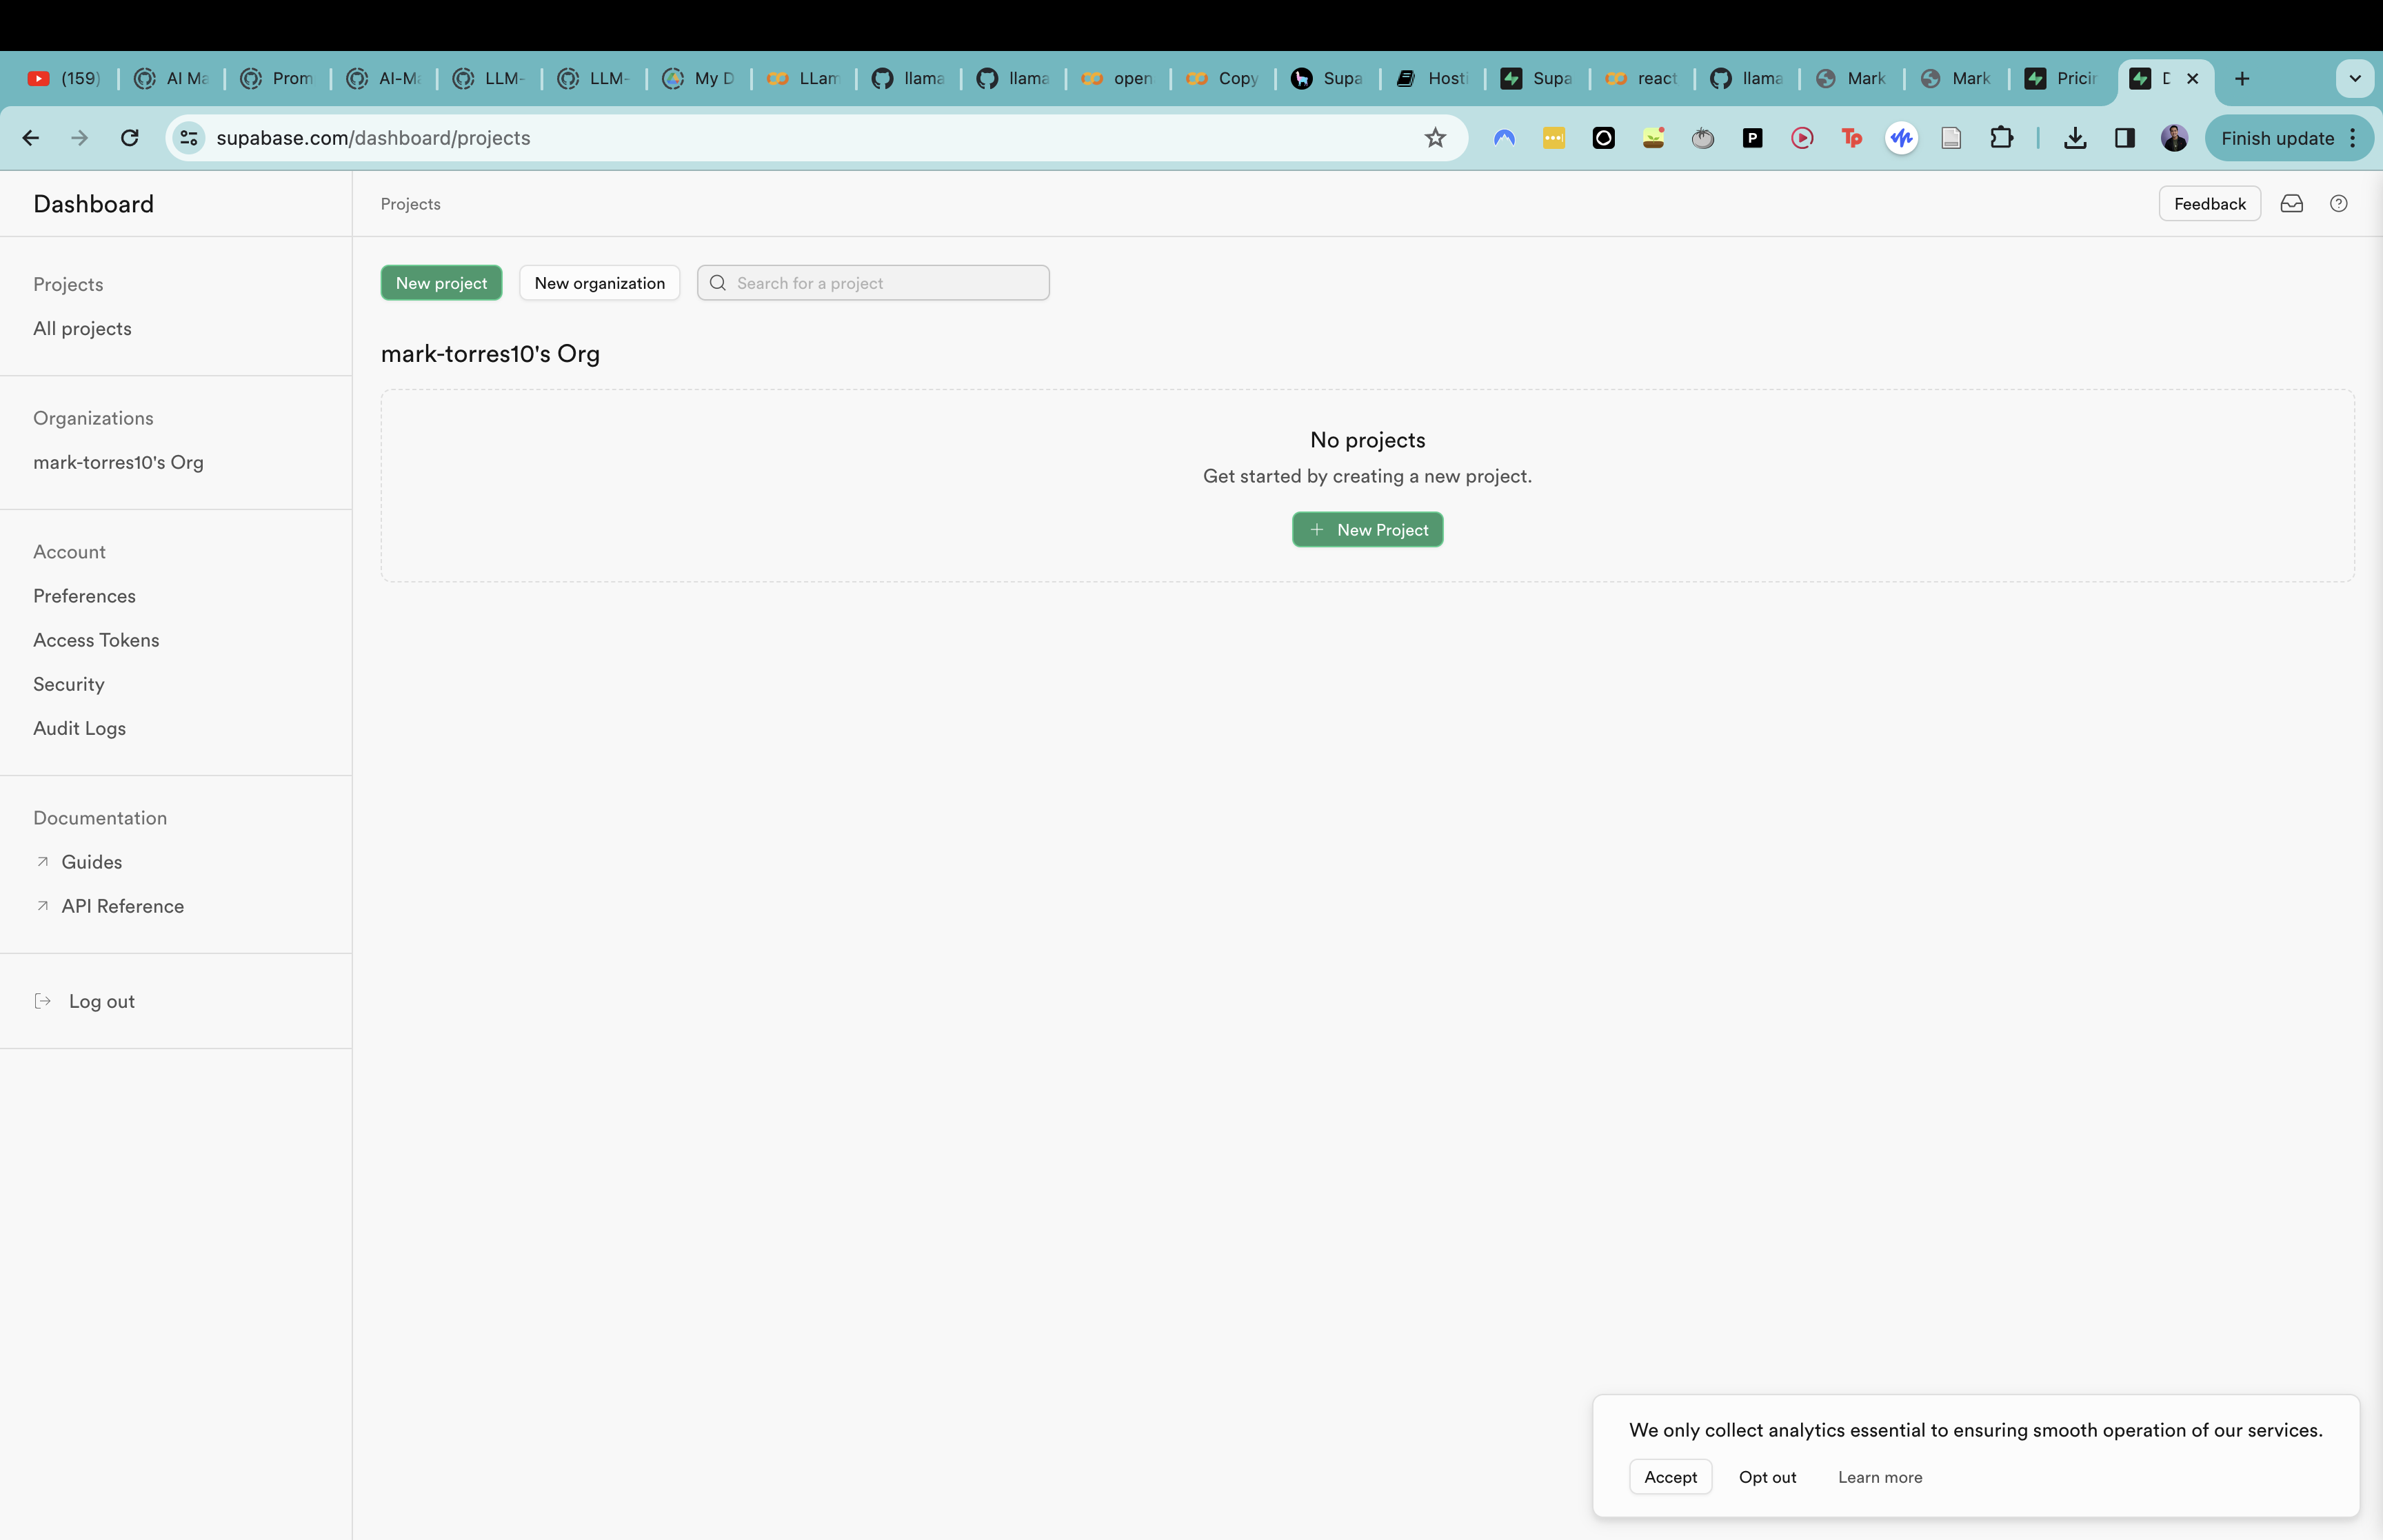 (159)
AI Ma
Prom
AI-Ma
LLM-
LLM-
My D
LLam
llama
llama
open
Copy
Supa
Hosti
Supa
react
llama
Mark
Mark
Pricin
D
supabase.com/dashboard/projects
Finish update
Dashboard
Projects
Feedback
Projects
All projects
Organizations
mark-torres10's Org
Account
Preferences
Access Tokens
Security
Audit Logs
Documentation
Guides
API Reference
Log out
New project
New organization
Search for a project
mark-torres10's Org
No projects
Get started by creating a new project.
New Project
We only collect analytics essential to ensuring smooth operation of our services.
Accept
Opt out
Learn more